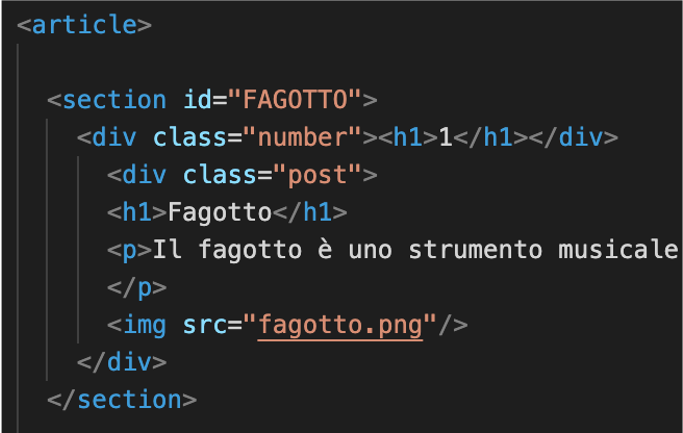 <article>
<section id="FAGOTTO">
<div class="number"><h1>1</h1></div>
<div class="post">
<h1>Fagotto</h1>
<p>Il fagotto è uno strumento musicale
</p>
<img src="fagotto.png"/>
</div>
</section>